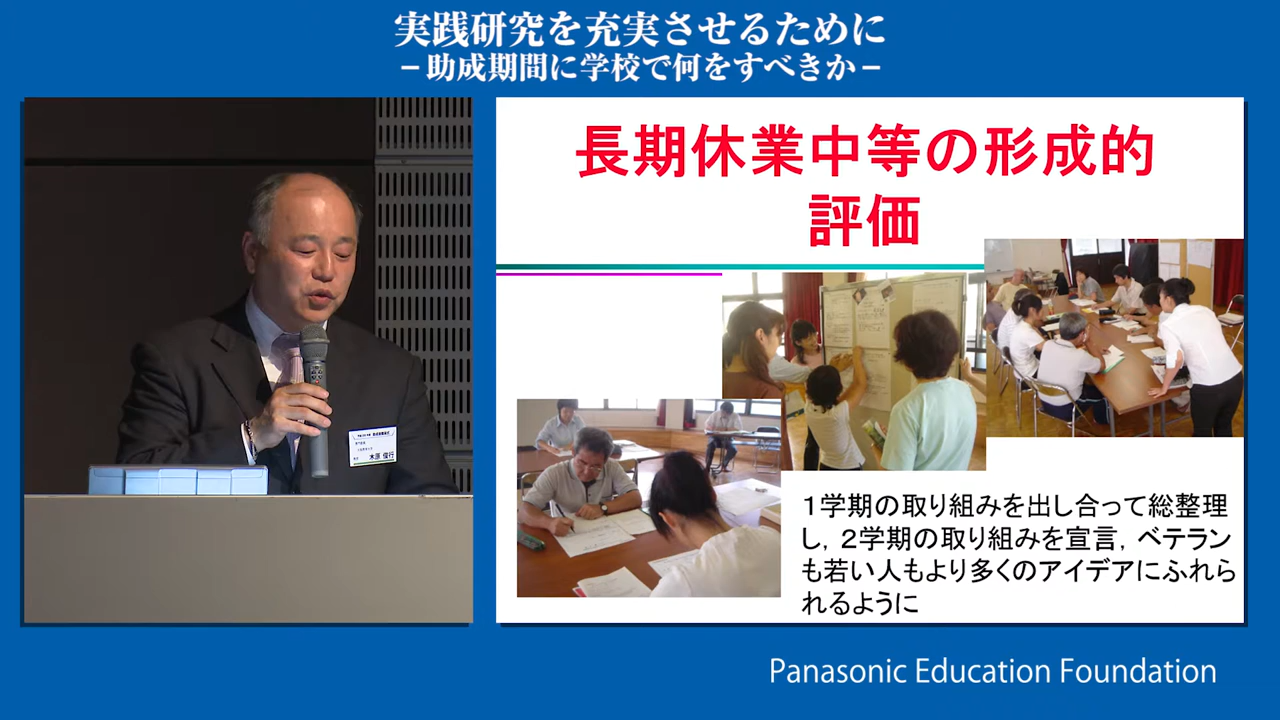 実践研究を充実させるために
－助成期間に学校で何をすべきか－
長期休業中等の形成的
評価
木原 俊行
１学期の取り組みを出し合って総整理
し，２学期の取り組みを宣言，ベテラン
も若い人もより多くのアイデアにふれら
れるように
Panasonic Education Foundation